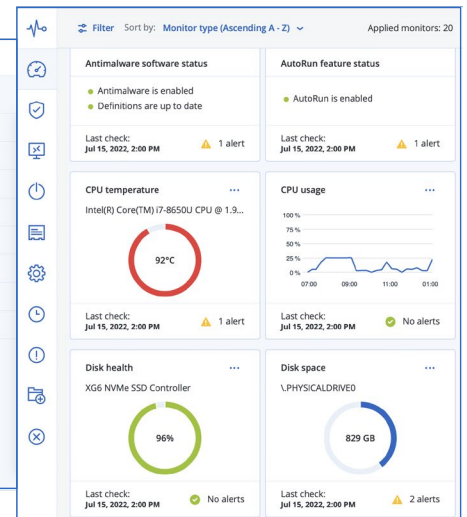 Filter Sort by: Monitor type (Ascending A - Z) Applied monitors: 20
Antimalware software status
Antimalware is enabled
Definitions are up to date
Last check:
Jul 15, 2022, 2:00 PM
1 alert
AutoRun feature status
AutoRun is enabled
Last check:
Jul 15, 2022, 2:00 PM
1 alert
CPU temperature ...
Intel(R) Core(TM) i7-8650U CPU @ 1.9...
92°C
Last check:
Jul 15, 2022, 2:00 PM
1 alert
CPU usage ...
100 %
75 %
50 %
25 %
0 %
07:00 09:00 11:00 01:00
Last check:
Jul 15, 2022, 2:00 PM
No alerts
Disk health ...
XG6 NVMe SSD Controller
96%
Last check:
Jul 15, 2022, 2:00 PM
No alerts
Disk space ...
\.PHYSICALDRIVE0
829 GB
Last check:
Jul 15, 2022, 2:00 PM
2 alerts